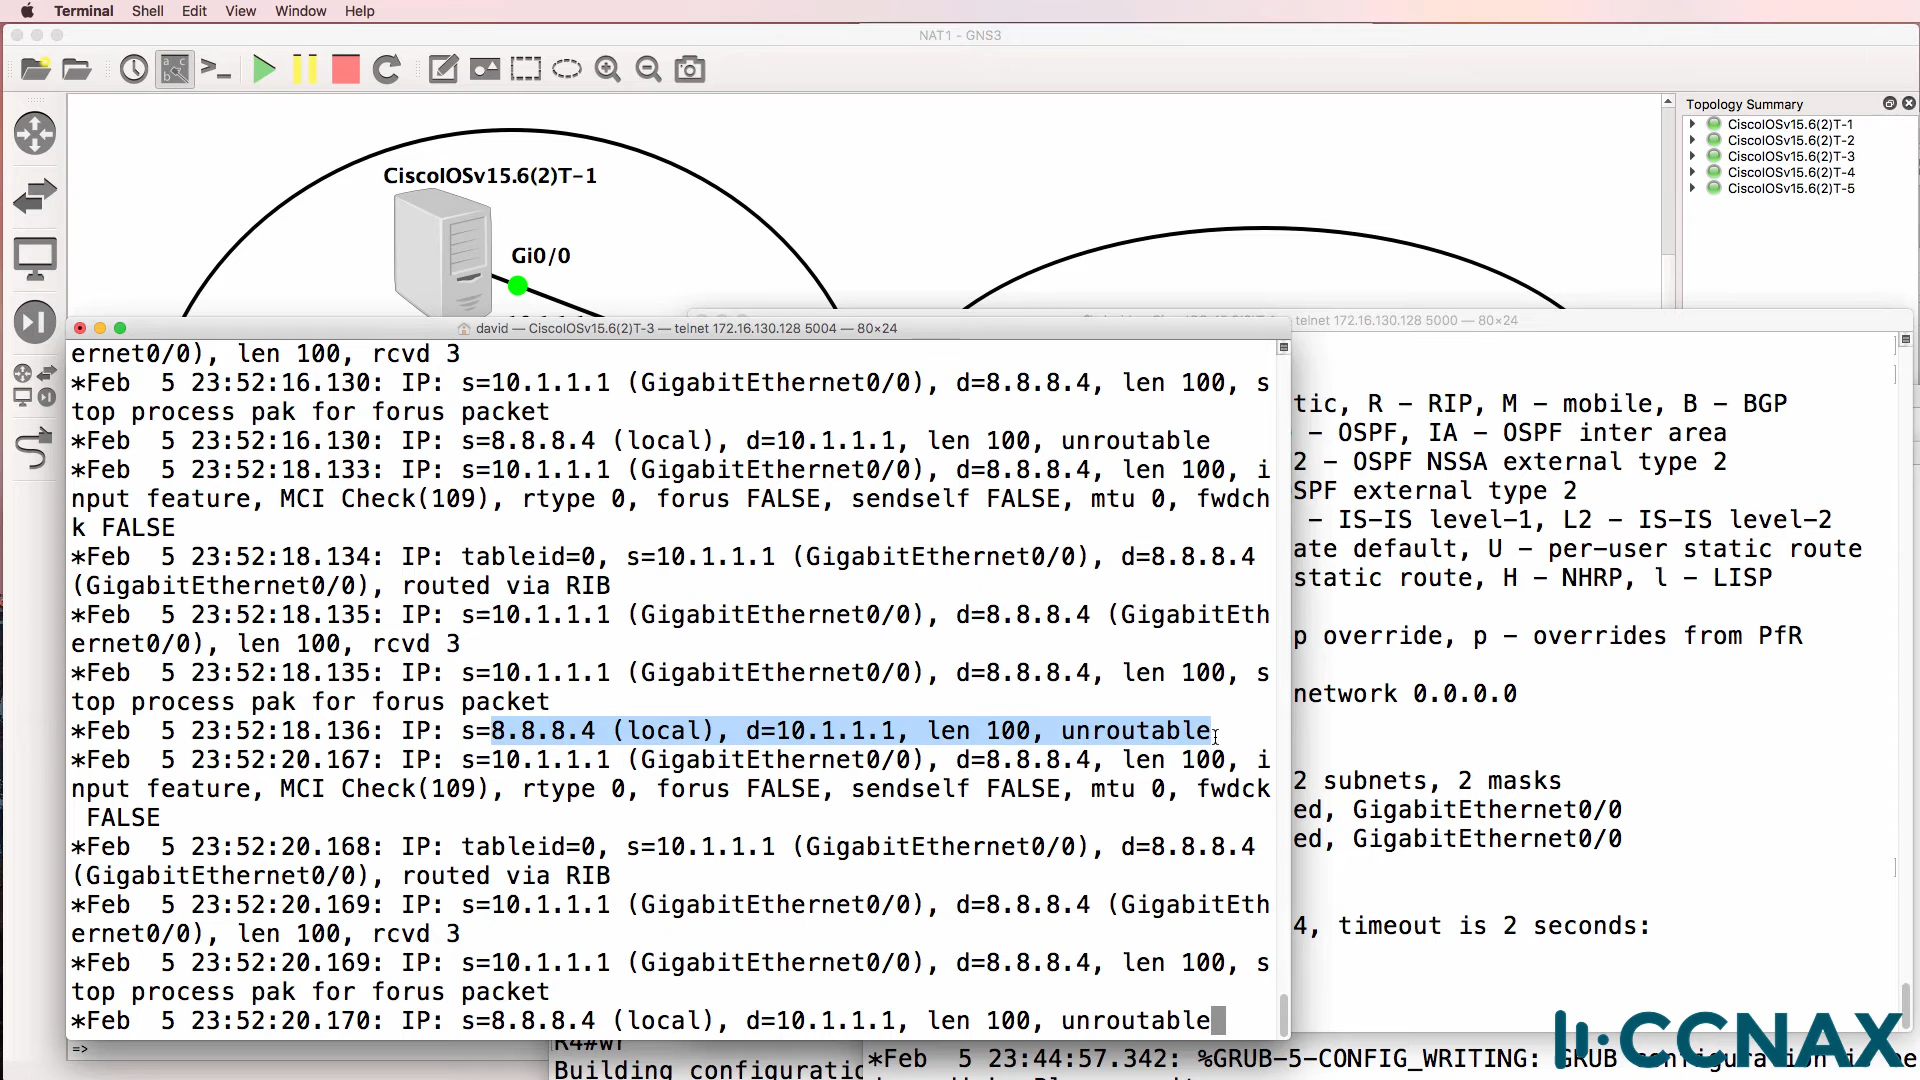 Terminal Shell Edit View Window Help
NAT1 - GNS3
Topology Summary
CiscoIOSv15.6(2)T-1
CiscoIOSv15.6(2)T-2
CiscoIOSv15.6(2)T-3
CiscoIOSv15.6(2)T-4
CiscoIOSv15.6(2)T-5
CiscoIOSv15.6(2)T-1
Gi0/0
david — CiscoIOSv15.6(2)T-3 — telnet 172.16.130.128 5004 — 80×24
ernet0/0), len 100, rcvd 3
*Feb  5 23:52:16.130: IP: s=10.1.1.1 (GigabitEthernet0/0), d=8.8.8.4, len 100, s
top process pak for forus packet
*Feb  5 23:52:16.130: IP: s=8.8.8.4 (local), d=10.1.1.1, len 100, unroutable
*Feb  5 23:52:18.133: IP: s=10.1.1.1 (GigabitEthernet0/0), d=8.8.8.4, len 100, i
nput feature, MCI Check(109), rtype 0, forus FALSE, sendself FALSE, mtu 0, fwdch
k FALSE
*Feb  5 23:52:18.134: IP: tableid=0, s=10.1.1.1 (GigabitEthernet0/0), d=8.8.8.4
(GigabitEthernet0/0), routed via RIB
*Feb  5 23:52:18.135: IP: s=10.1.1.1 (GigabitEthernet0/0), d=8.8.8.4 (GigabitEth
ernet0/0), len 100, rcvd 3
*Feb  5 23:52:18.135: IP: s=10.1.1.1 (GigabitEthernet0/0), d=8.8.8.4, len 100, s
top process pak for forus packet
*Feb  5 23:52:18.136: IP: s=8.8.8.4 (local), d=10.1.1.1, len 100, unroutable
*Feb  5 23:52:20.167: IP: s=10.1.1.1 (GigabitEthernet0/0), d=8.8.8.4, len 100, i
nput feature, MCI Check(109), rtype 0, forus FALSE, sendself FALSE, mtu 0, fwdck
FALSE
*Feb  5 23:52:20.168: IP: tableid=0, s=10.1.1.1 (GigabitEthernet0/0), d=8.8.8.4
(GigabitEthernet0/0), routed via RIB
*Feb  5 23:52:20.169: IP: s=10.1.1.1 (GigabitEthernet0/0), d=8.8.8.4 (GigabitEth
ernet0/0), len 100, rcvd 3
*Feb  5 23:52:20.169: IP: s=10.1.1.1 (GigabitEthernet0/0), d=8.8.8.4, len 100, s
top process pak for forus packet
*Feb  5 23:52:20.170: IP: s=8.8.8.4 (local), d=10.1.1.1, len 100, unroutable
telnet 172.16.130.128 5000 — 80×24
tic, R - RIP, M - mobile, B - BGP
- OSPF, IA - OSPF inter area
2 - OSPF NSSA external type 2
SPF external type 2
- IS-IS level-1, L2 - IS-IS level-2
ate default, U - per-user static route
static route, H - NHRP, l - LISP
p override, p - overrides from PfR
network 0.0.0.0
2 subnets, 2 masks
ed, GigabitEthernet0/0
ed, GigabitEthernet0/0
4, timeout is 2 seconds:
=>
R4#wr
Building configuratio
*Feb  5 23:44:57.342: %GRUB-5-CONFIG_WRITING: GRUB
CCNAX